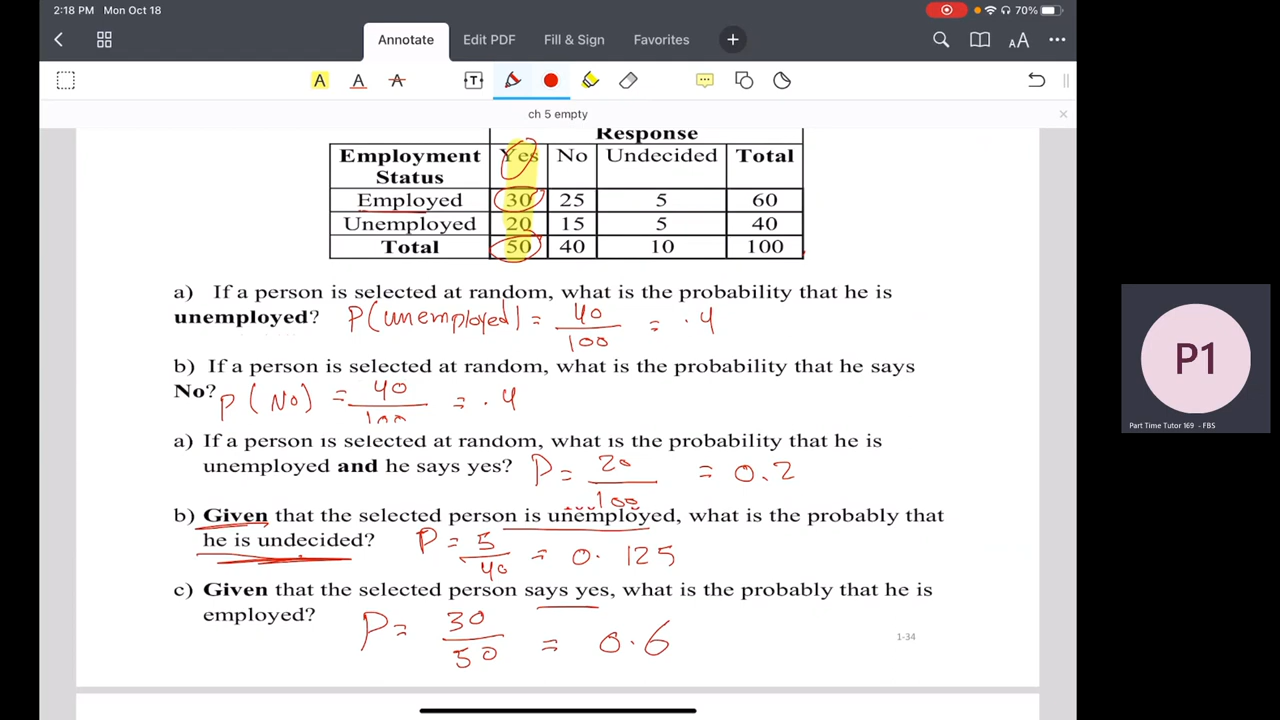 2:18 PM Mon Oct 18
70%
Annotate Edit PDF Fill & Sign Favorites
A A A T
ch 5 empty
Response
Employment Status Yes No Undecided Total
Employed 30 25 5 60
Unemployed 20 15 5 40
Total 50 40 10 100
a) If a person is selected at random, what is the probability that he is
unemployed? P(unemployed) = 40/100 = .4
b) If a person is selected at random, what is the probability that he says
No? P(No) = 40/100 = .4
a) If a person is selected at random, what is the probability that he is
unemployed and he says yes? P = 20/100 = 0.2
b) Given that the selected person is unemployed, what is the probably that
he is undecided? P = 5/40 = 0.125
c) Given that the selected person says yes, what is the probably that he is
employed? P = 30/50 = 0.6
1-34
P1
Part Time Tutor 169 - FBS